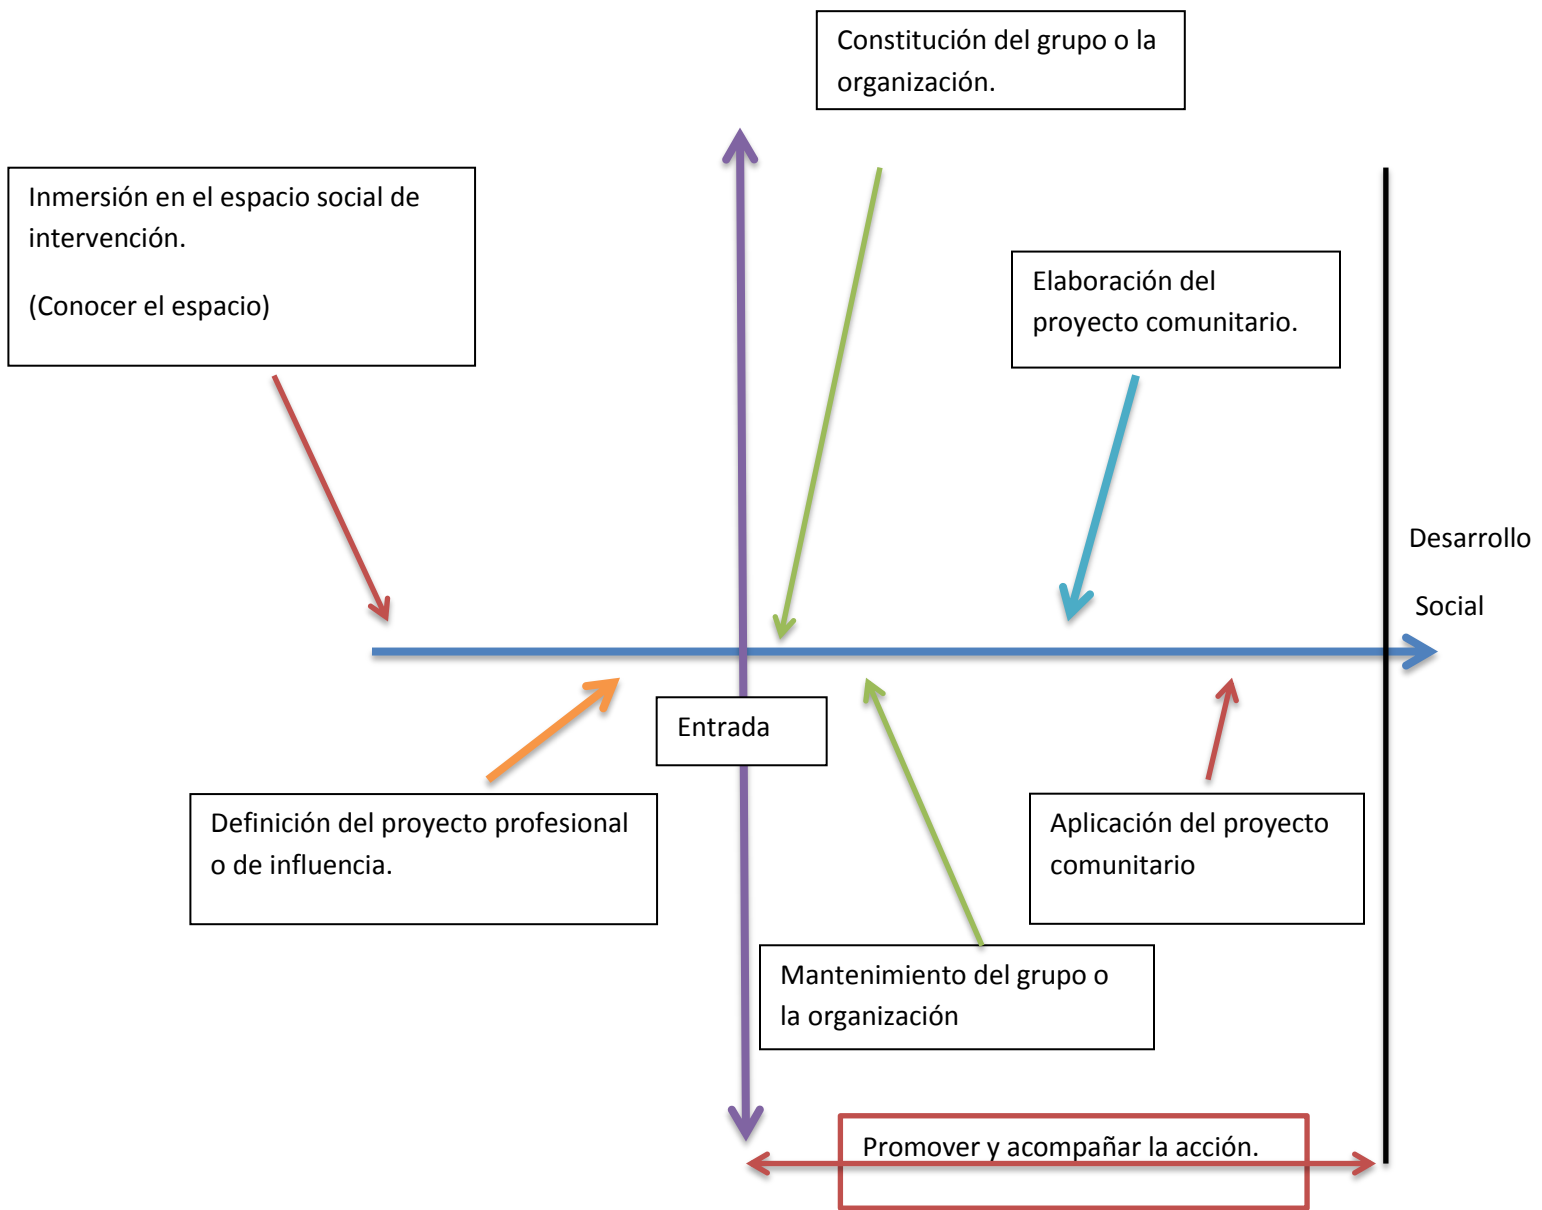 Constitución del grupo o la
organización.
Inmersión en el espacio social de
intervención.
(Conocer el espacio)
Elaboración del
proyecto comunitario.
Desarrollo
Social
Entrada
Definición del proyecto profesional
o de influencia.
Aplicación del proyecto
comunitario
Mantenimiento del grupo o
la organización
Promover y acompañar la acción.